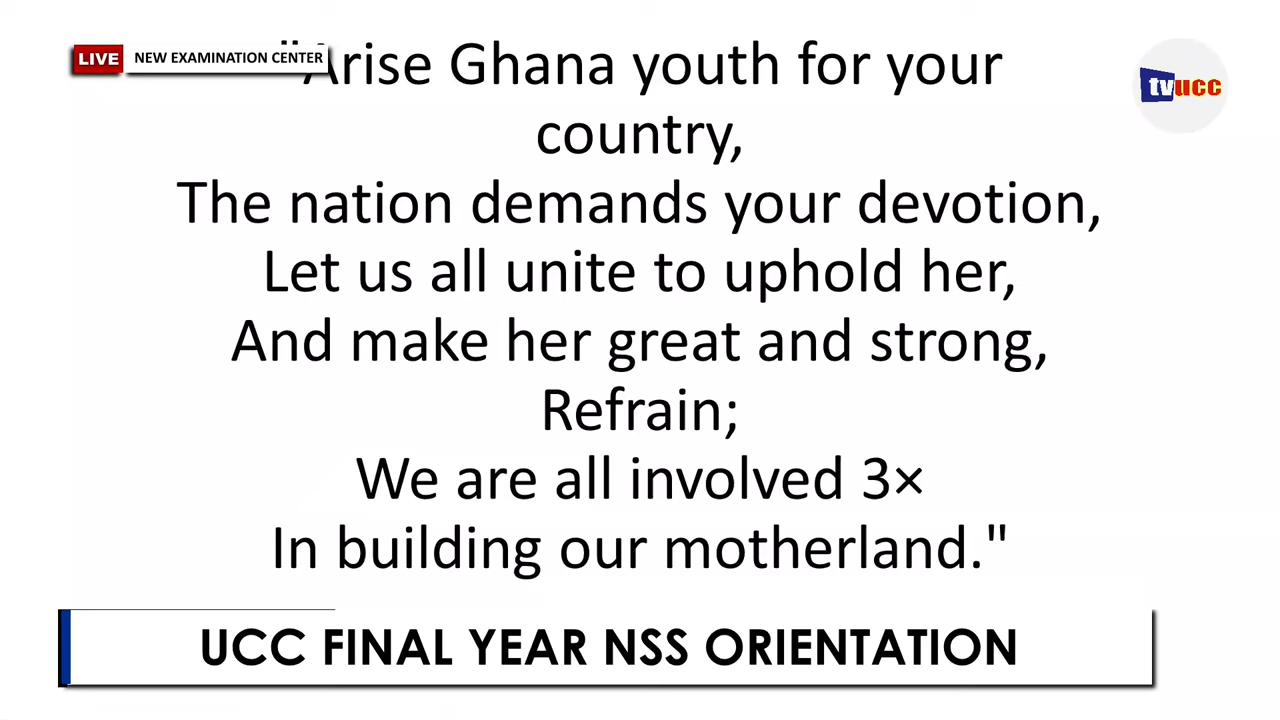 LIVE NEW EXAMINATION CENTER
"Arise Ghana youth for your
country,
The nation demands your devotion,
Let us all unite to uphold her,
And make her great and strong,
Refrain;
We are all involved 3×
In building our motherland."
tvucc
UCC FINAL YEAR NSS ORIENTATION